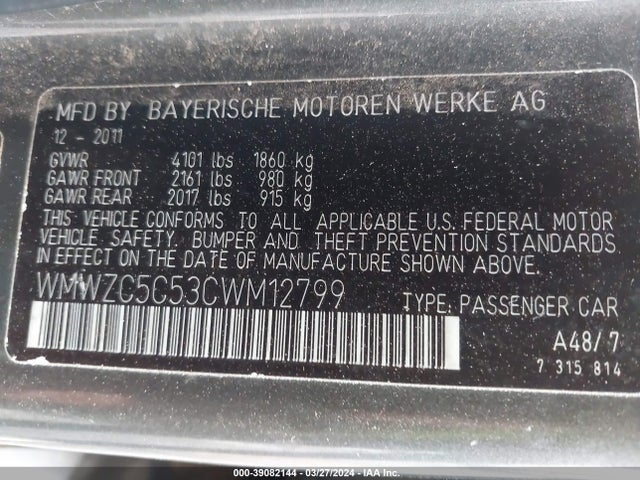 MFD BY BAYERISCHE MOTOREN WERKE AG
12 - 2011
GVWR 4101 lbs 1860 kg
GAWR FRONT 2161 lbs 980 kg
GAWR REAR 2017 lbs 915 kg
THIS VEHICLE CONFORMS TO ALL APPLICABLE U.S. FEDERAL MOTOR
VEHICLE SAFETY, BUMPER AND THEFT PREVENTION STANDARDS
IN EFFECT ON THE DATE OF MANUFACTURE SHOWN ABOVE.
WMWZC5C53CWM12799 TYPE: PASSENGER CAR
A48/7
7 315 814
000-39082144 - 03/27/2024 - IAA Inc.